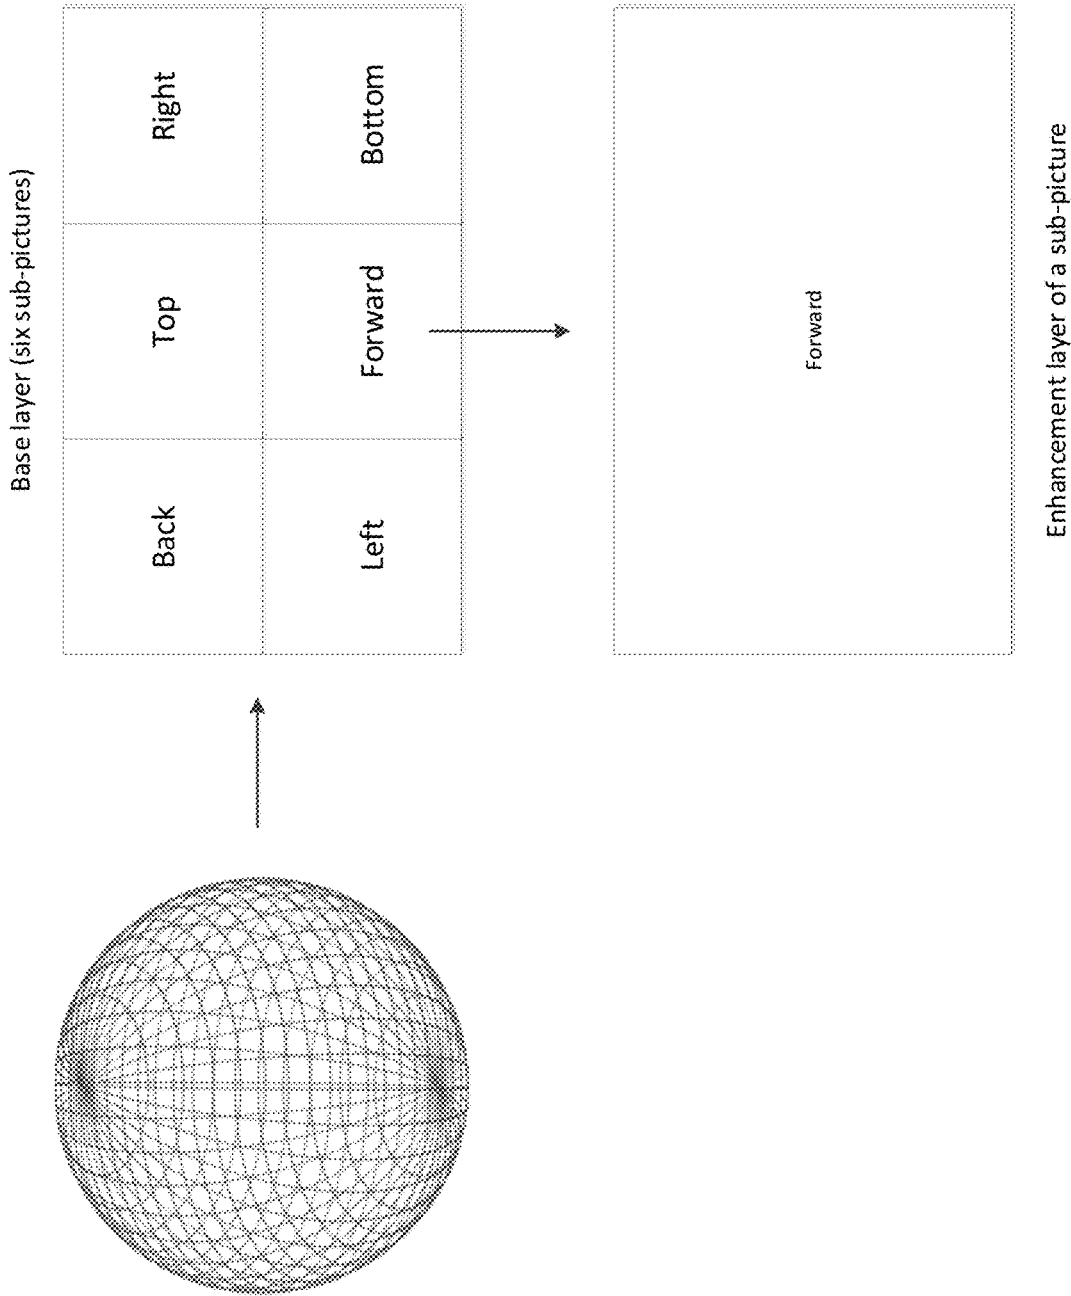 Base layer (six sub-pictures)
Back Top Right
Left Forward Bottom
Forward
Enhancement layer of a sub-picture